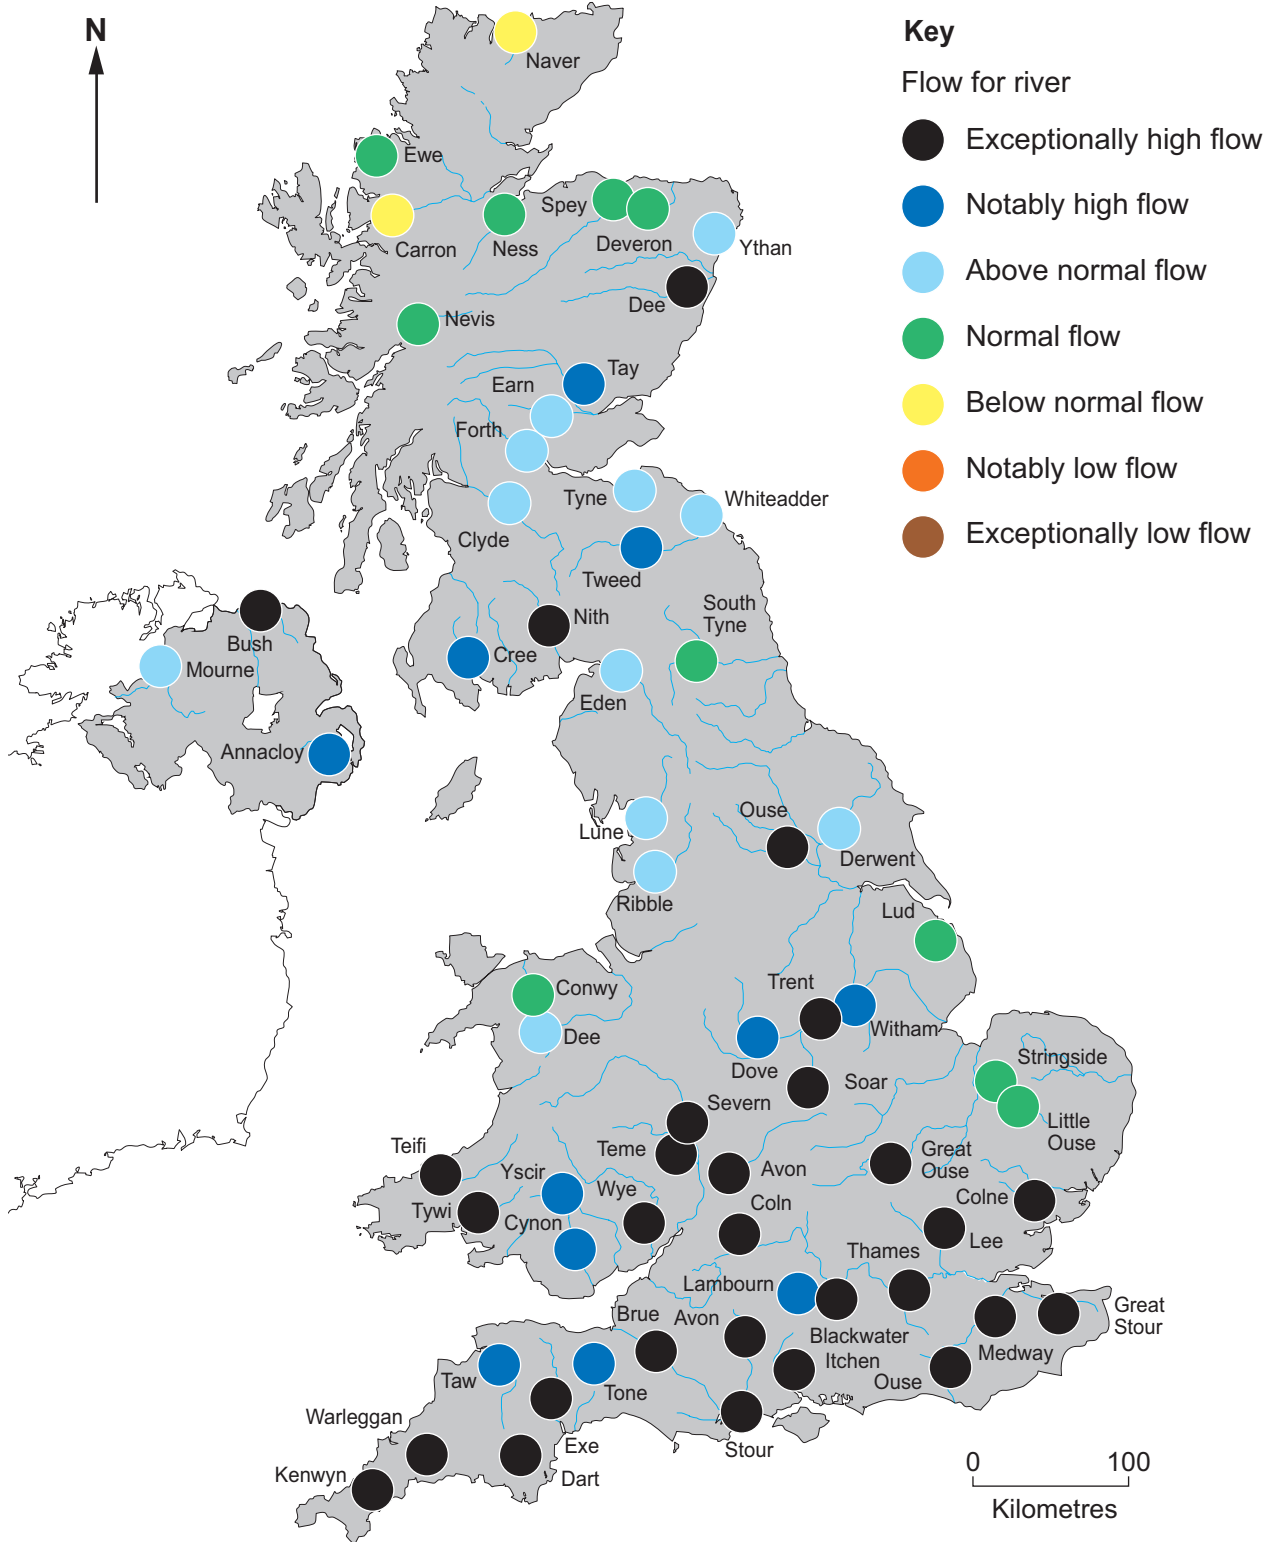 N
Naver
Ewe
Carron
Ness
Spey
Deveron
Ythan
Dee
Nevis
Tay
Earn
Forth
Tyne
Whiteadder
Clyde
Tweed
South
Tyne
Nith
Cree
Eden
Bush
Mourne
Annacloy
Lune
Ouse
Derwent
Ribble
Lud
Trent
Witham
Conwy
Dee
Dove
Soar
Stringside
Little
Ouse
Severn
Teme
Avon
Great
Ouse
Colne
Teifi
Yscir
Wye
Tywi
Cynon
Coln
Lee
Thames
Lambourn
Blackwater
Great
Stour
Medway
Brue
Avon
Itchen
Ouse
Taw
Tone
Stour
Warleggan
Exe
Dart
Kenwyn
Key
Flow for river
Exceptionally high flow
Notably high flow
Above normal flow
Normal flow
Below normal flow
Notably low flow
Exceptionally low flow
0 100
Kilometres